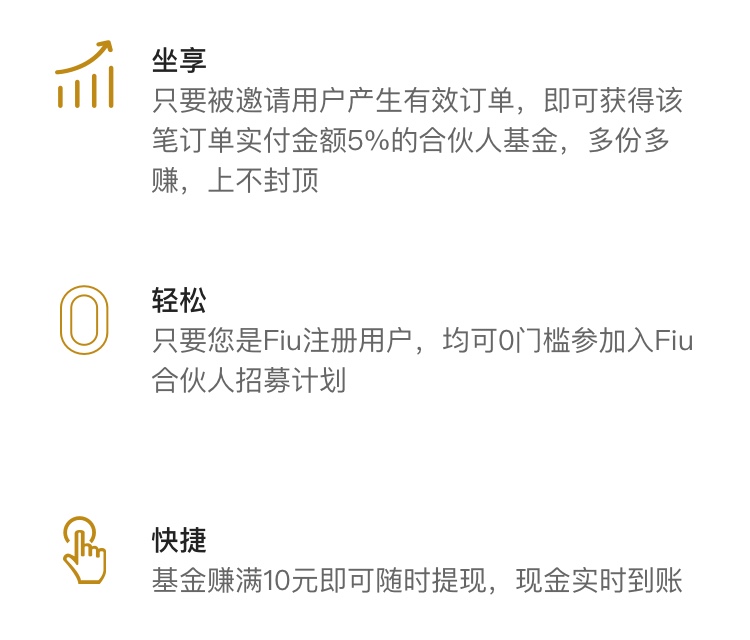 坐享
只要被邀请用户产生有效订单，即可获得该
笔订单实付金额5%的合伙人基金，多份多
赚，上不封顶
轻松
只要您是Fiu注册用户，均可0门槛参加入Fiu
合伙人招募计划
快捷
基金赚满10元即可随时提现，现金实时到账